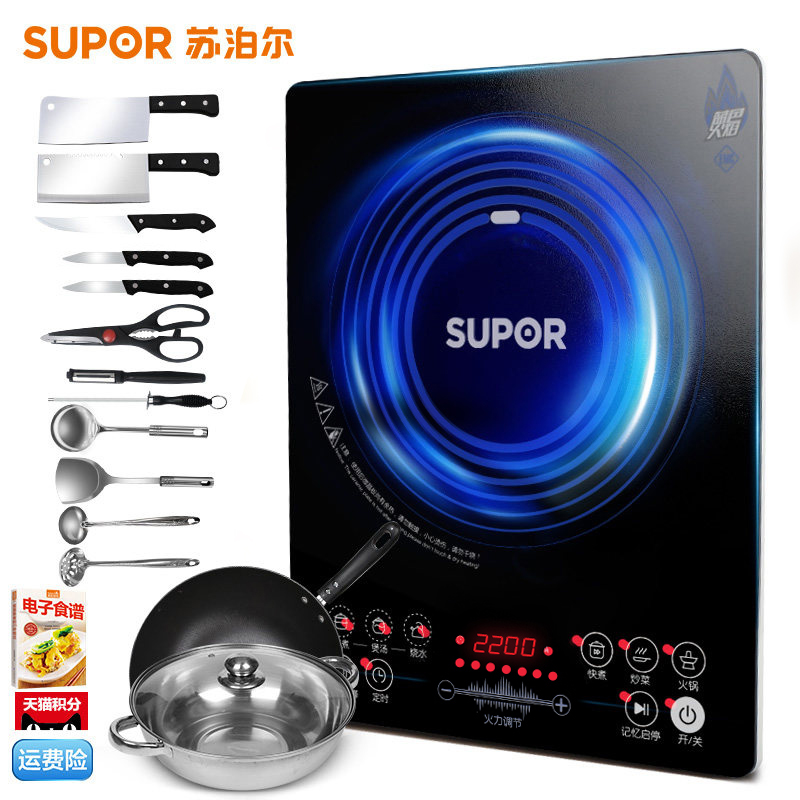 SUPOR 苏泊尔
SUPOR
2200
煲汤
烧水
快煮
炒菜
火锅
定时
火力调节
记忆启停
开/关
电子食谱
天猫积分
运费险